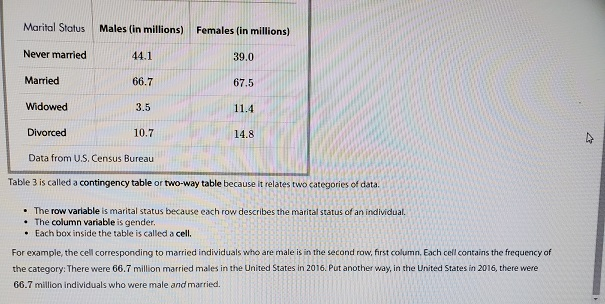 Marital Status Males (in millions) Females (in millions)
Never married 44.1 39.0
Married 66.7 67.5
Widowed 3.5 11.4
Divorced 10.7 14.8
Data from U.S. Census Bureau
Table 3 is called a contingency table or two-way table because it relates two categories of data.
• The row variable is marital status because each row describes the marital status of an individual.
• The column variable is gender.
• Each box inside the table is called a cell.
For example, the cell corresponding to married individuals who are male is in the second row, first column. Each cell contains the frequency of
the category: There were 66.7 million married males in the United States in 2016. Put another way, in the United States in 2016, there were
66.7 million individuals who were male and married.